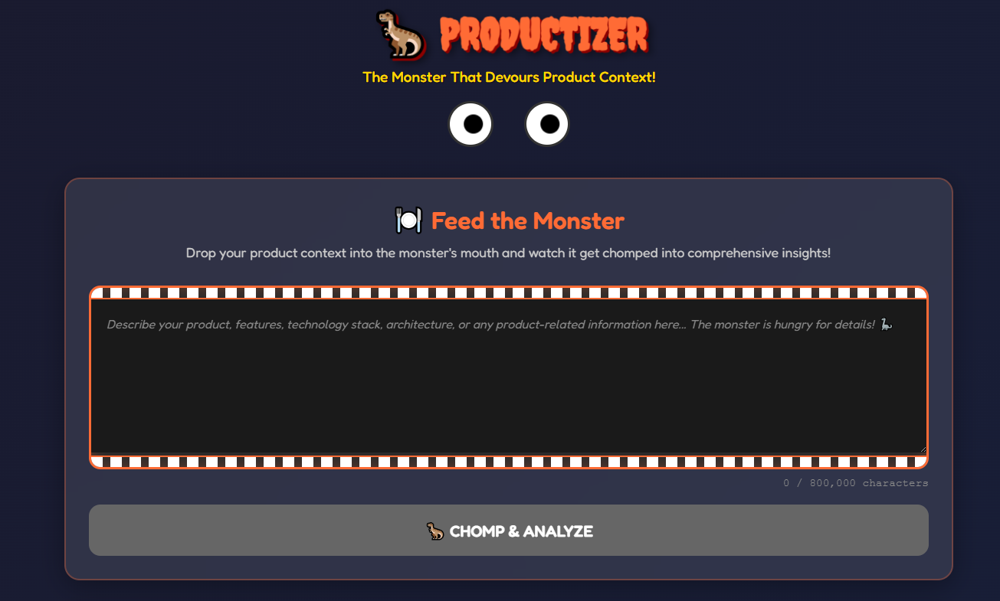 PRODUCTIZER
The Monster That Devours Product Context!
Feed the Monster
Drop your product context into the monster's mouth and watch it get chomped into comprehensive insights!
Describe your product, features, technology stack, architecture, or any product-related information here... The monster is hungry for details!
0 / 800,000 characters
CHOMP & ANALYZE